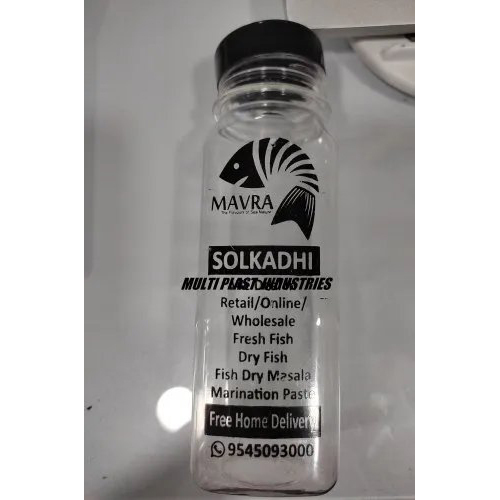 MAVRA
SOLKADHI
MULTI PLAST INDUSTRIES
Retail/Online/
Wholesale
Fresh Fish
Dry Fish
Fish Dry Masala
Marination Paste
Free Home Delivery
9545093000